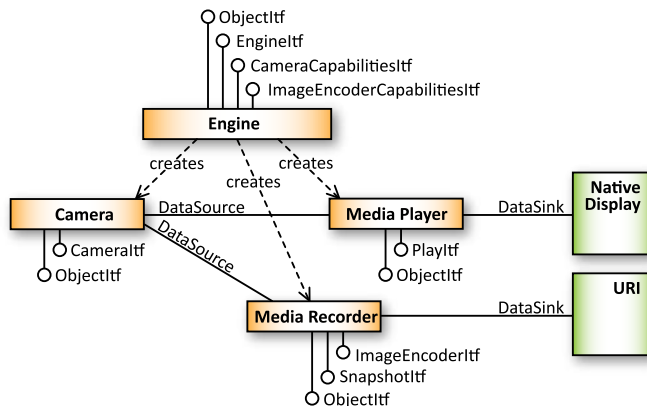 ObjectItf
EngineItf
CameraCapabilitiesItf
ImageEncoderCapabilitiesItf
Engine
creates
creates
creates
Camera
DataSource
Media Player
DataSink
Native
Display
DataSource
CameraItf
ObjectItf
PlayItf
ObjectItf
URI
Media Recorder
DataSink
ImageEncoderItf
SnapshotItf
ObjectItf